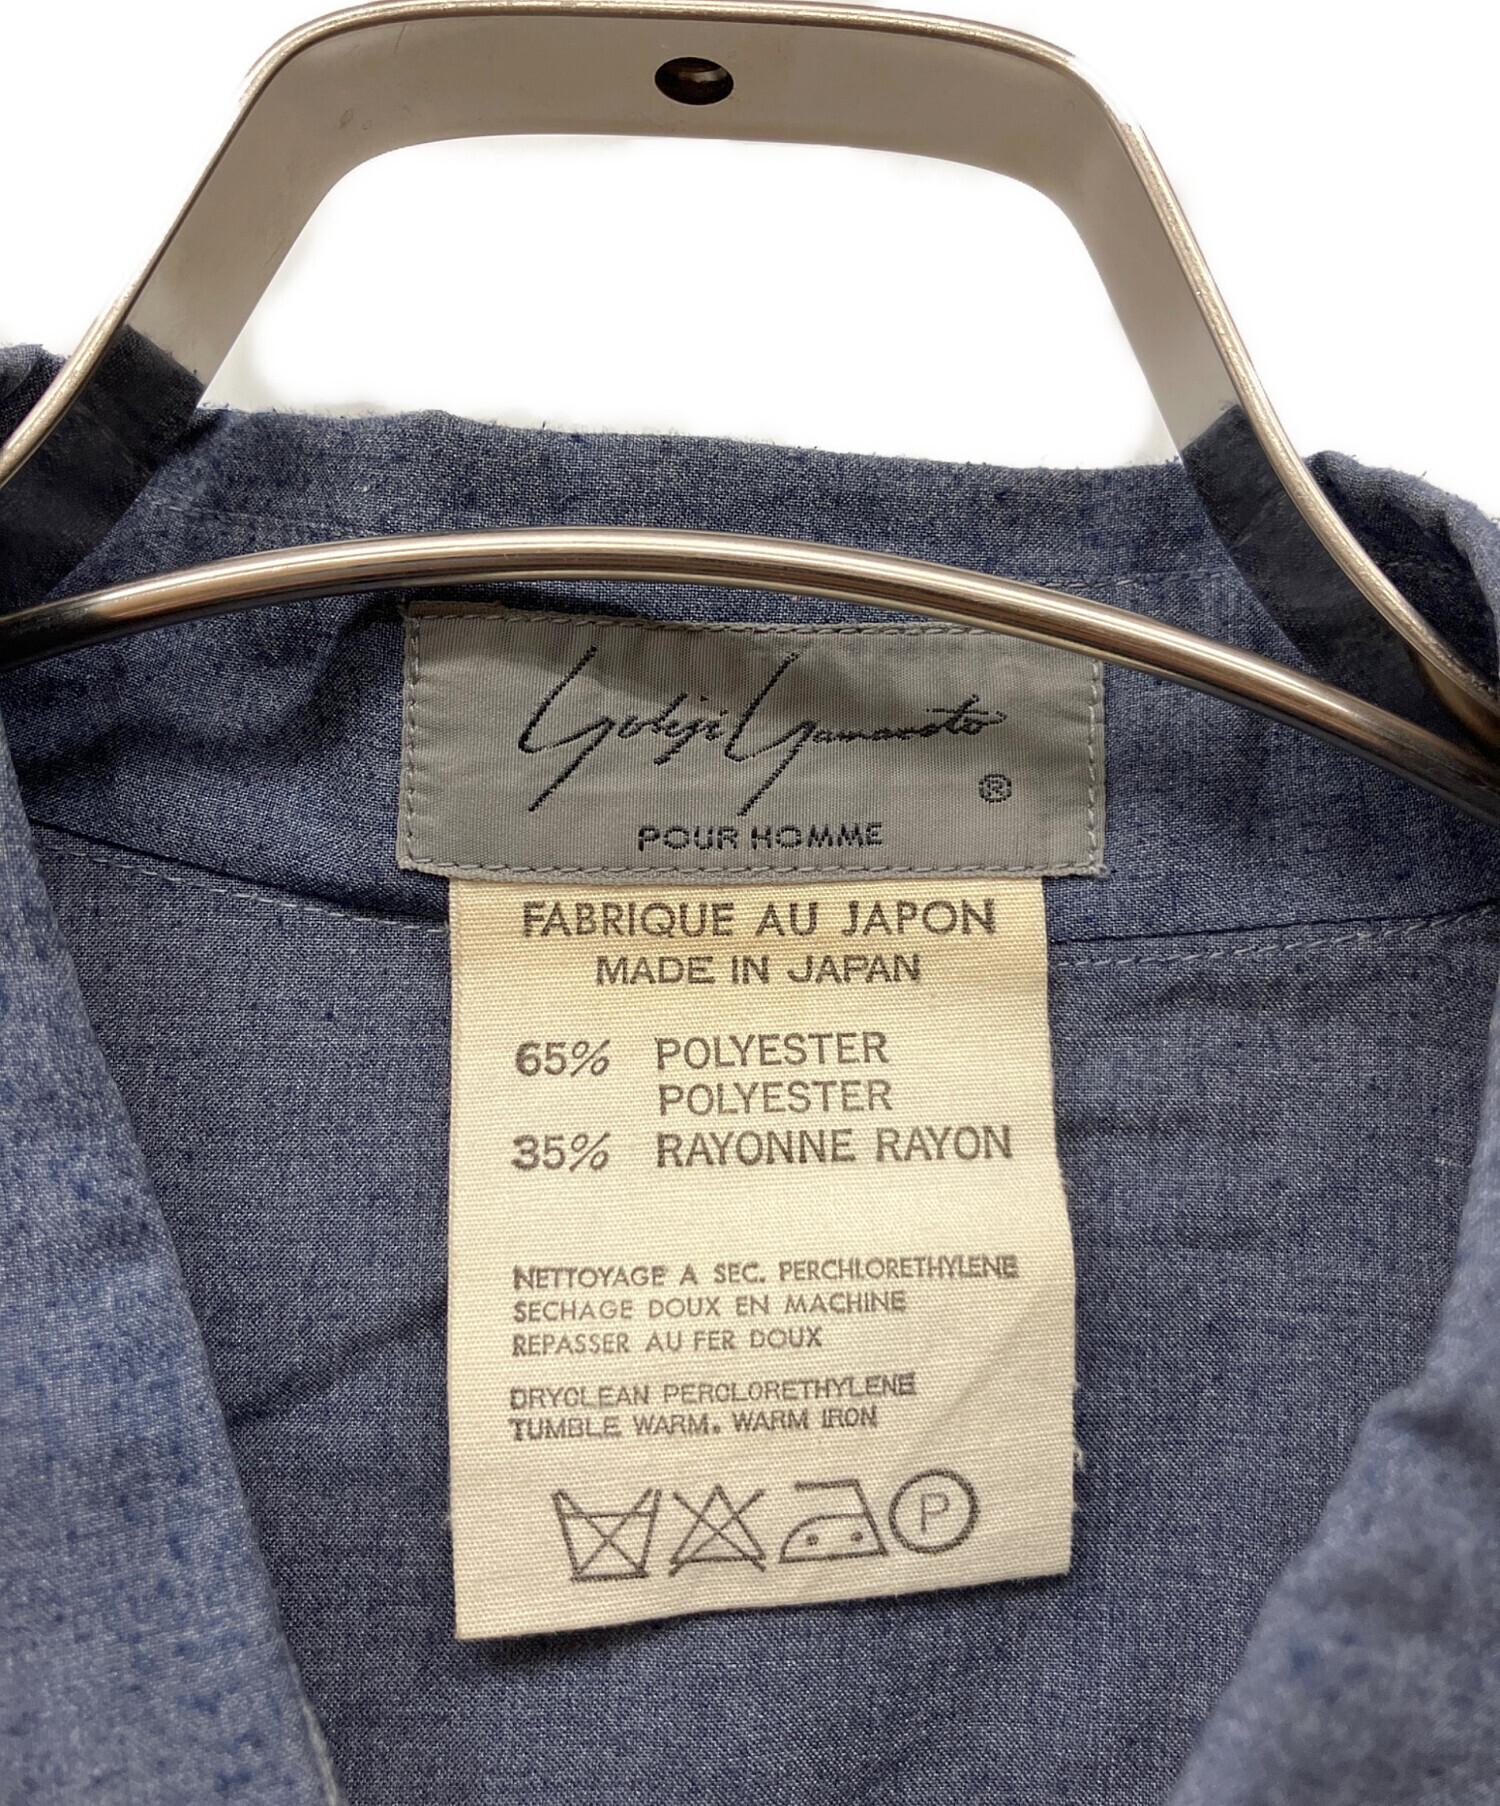 Yohji Yamamoto
®
POUR HOMME
FABRIQUE AU JAPON
MADE IN JAPAN
65% POLYESTER
POLYESTER
35% RAYONNE RAYON
NETTOYAGE A SEC. PERCHLORETHYLENE
SECHAGE DOUX EN MACHINE
REPASSER AU FER DOUX
DRYCLEAN PERCLORETHYLENE
TUMBLE WARM. WARM IRON
P